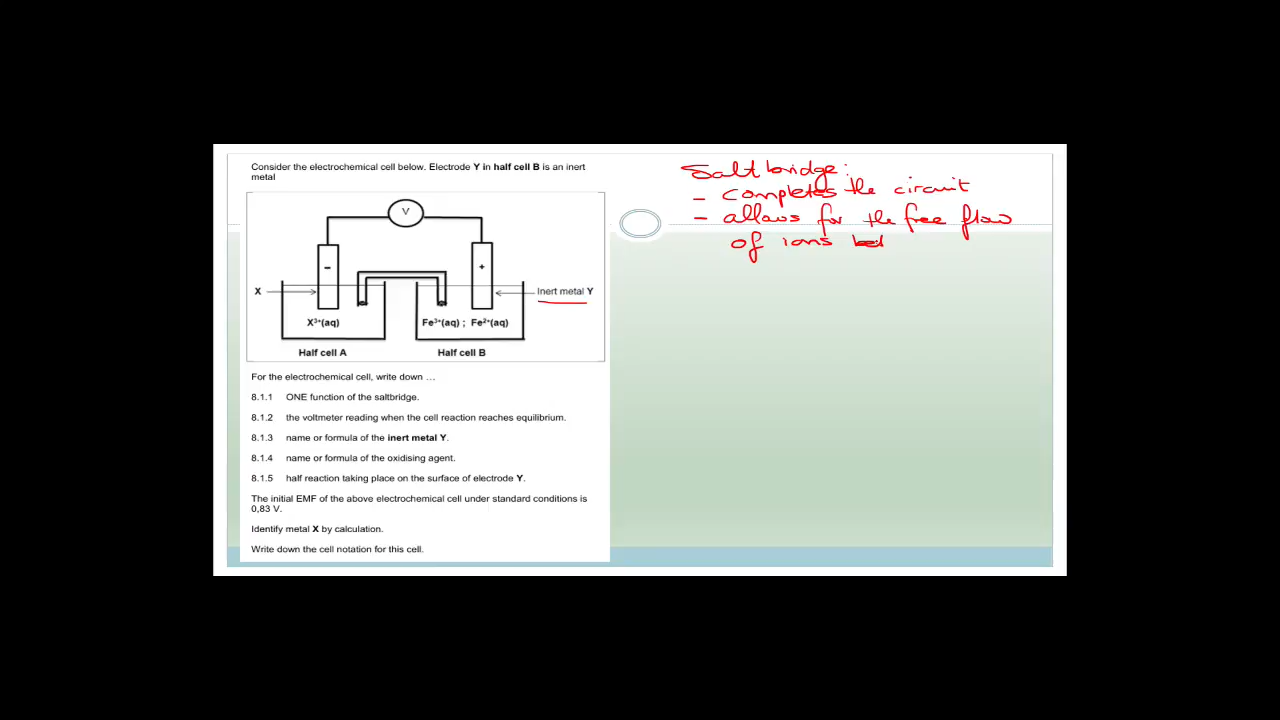 Consider the electrochemical cell below. Electrode Y in half cell B is an inert
metal
V
–
+
X
Inert metal Y
X³⁺(aq)
Fe³⁺(aq) ; Fe²⁺(aq)
Half cell A
Half cell B
For the electrochemical cell, write down …
8.1.1 ONE function of the saltbridge.
8.1.2 the voltmeter reading when the cell reaction reaches equilibrium.
8.1.3 name or formula of the inert metal Y.
8.1.4 name or formula of the oxidising agent.
8.1.5 half reaction taking place on the surface of electrode Y.
The initial EMF of the above electrochemical cell under standard conditions is
0,83 V.
Identify metal X by calculation.
Write down the cell notation for this cell.
Salt bridge:
- completes the circuit
- allows for the free flow
of ions